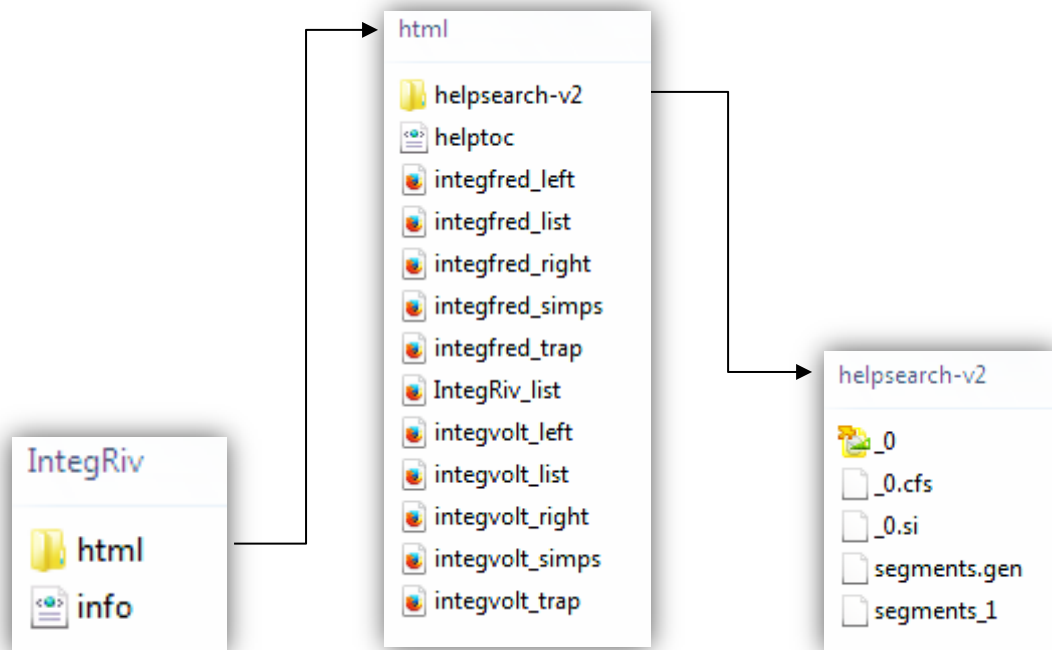 html
helpsearch-v2
helptoc
integfred_left
integfred_list
integfred_right
integfred_simps
integfred_trap
IntegRiv_list
integvolt_left
integvolt_list
integvolt_right
integvolt_simps
integvolt_trap
IntegRiv
html
info
helpsearch-v2
_0
_0.cfs
_0.si
segments.gen
segments_1